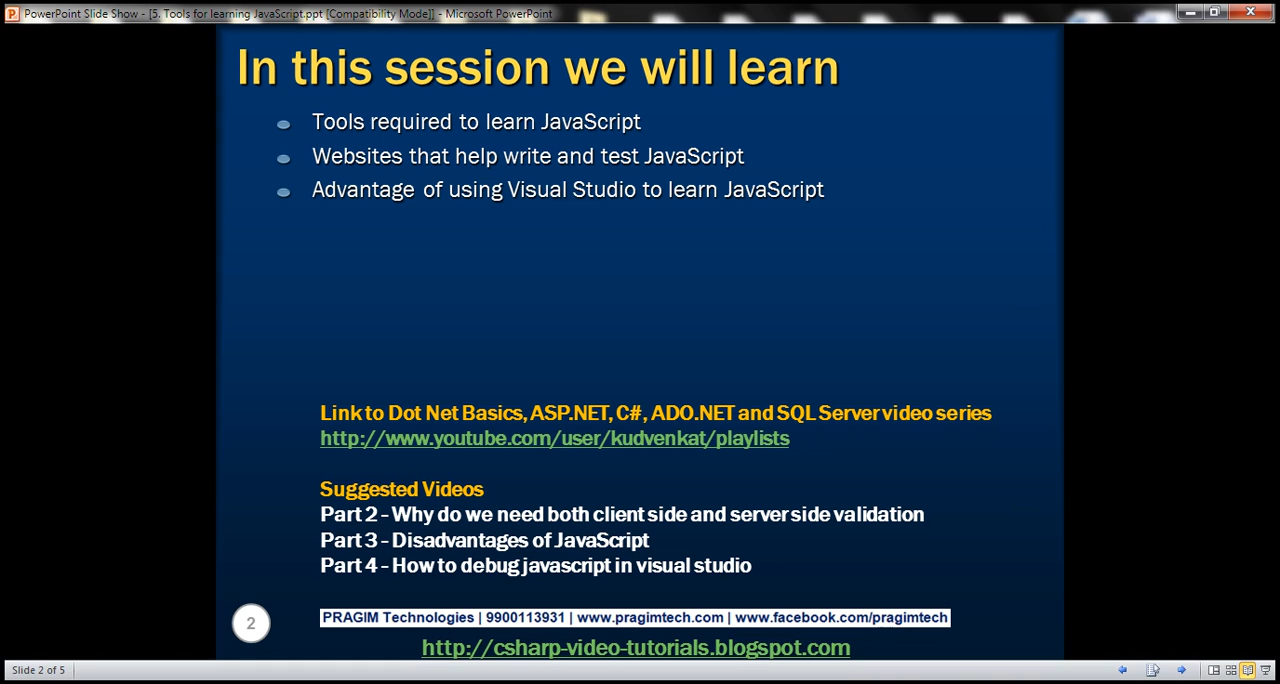 PowerPoint Slide Show - [5. Tools for learning JavaScript.ppt [Compatibility Mode]] - Microsoft PowerPoint
In this session we will learn
Tools required to learn JavaScript
Websites that help write and test JavaScript
Advantage of using Visual Studio to learn JavaScript
Link to Dot Net Basics, ASP.NET, C#, ADO.NET and SQL Server video series
http://www.youtube.com/user/kudvenkat/playlists
Suggested Videos
Part 2 - Why do we need both client side and server side validation
Part 3 - Disadvantages of JavaScript
Part 4 - How to debug javascript in visual studio
2
PRAGIM Technologies | 9900113931 | www.pragimtech.com | www.facebook.com/pragimtech
http://csharp-video-tutorials.blogspot.com
Slide 2 of 5